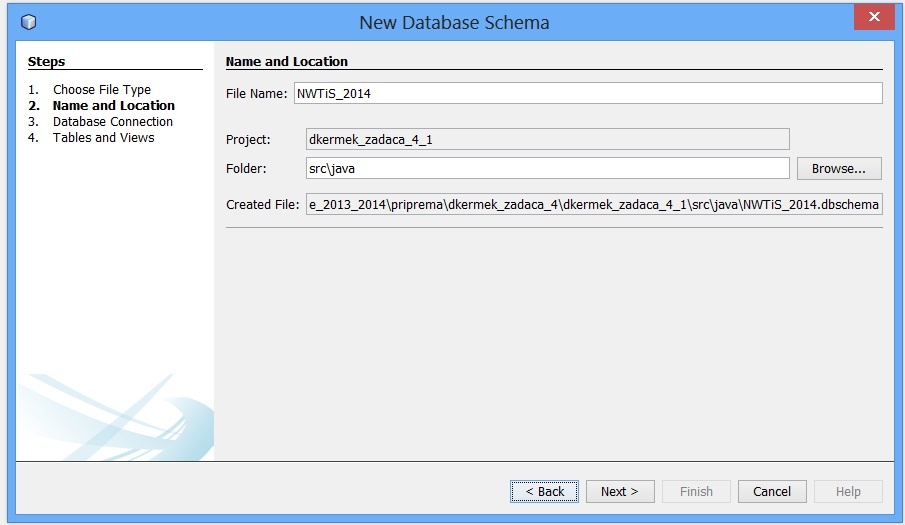 New Database Schema
Steps
1. Choose File Type
2. Name and Location
3. Database Connection
4. Tables and Views
Name and Location
File Name: NWTiS_2014
Project: dkermek_zadaca_4_1
Folder: src\java Browse...
Created File: e_2013_2014\priprema\dkermek_zadaca_4\dkermek_zadaca_4_1\src\java\NWTiS_2014.dbschema
< Back Next > Finish Cancel Help